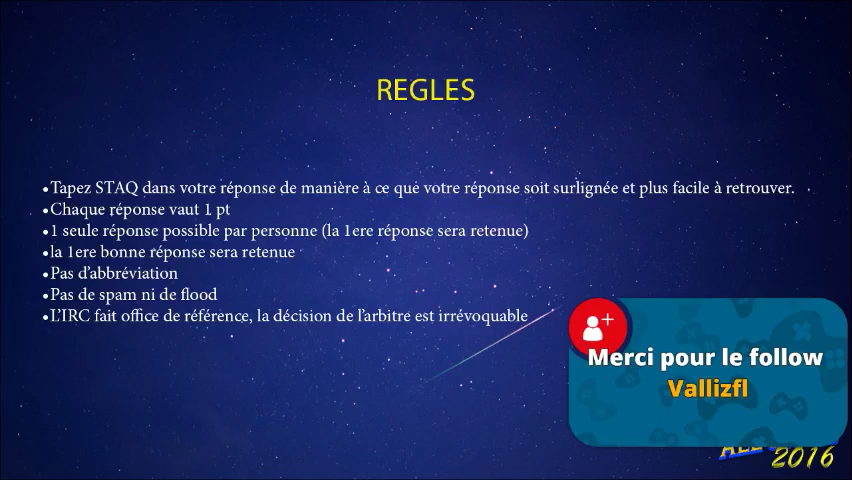 REGLES
•Tapez STAQ dans votre réponse de manière à ce que votre réponse soit surlignée et plus facile à retrouver.
•Chaque réponse vaut 1 pt
•1 seule réponse possible par personne (la 1ere réponse sera retenue)
•la 1ere bonne réponse sera retenue
•Pas d'abbréviation
•Pas de spam ni de flood
•L'IRC fait office de référence, la décision de l'arbitre est irrévoquable
Merci pour le follow
Vallizfl
2016